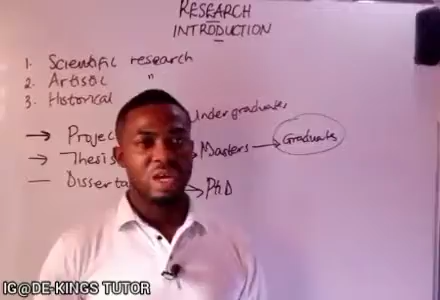 RESEARCH
INTRODUCTION
1. Scientific research
2. Artistic "
3. Historical
Undergraduates
→ Projec
→ Thesis → Masters → Graduates
— Disserta → PhD
IG@DE-KINGS TUTOR